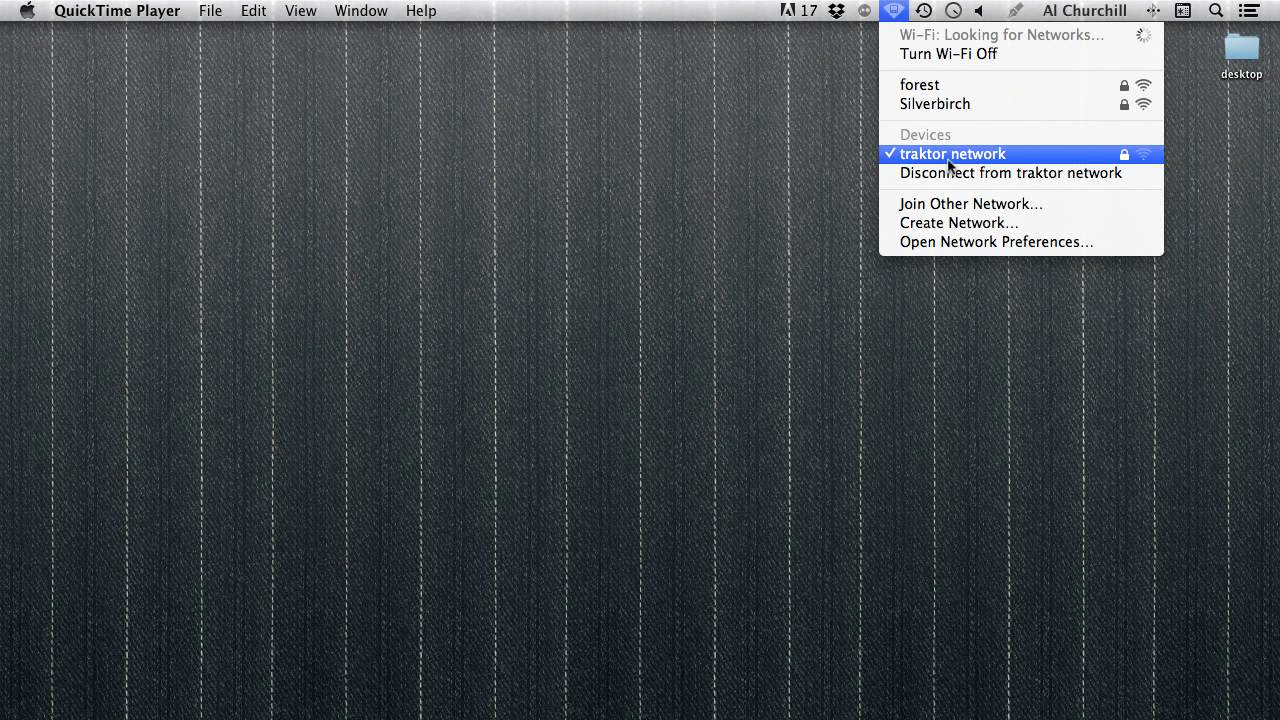 QuickTime Player File Edit View Window Help 17 Al Churchill
Wi-Fi: Looking for Networks...
Turn Wi-Fi Off
desktop
forest
Silverbirch
Devices
✓ traktor network
Disconnect from traktor network
Join Other Network...
Create Network...
Open Network Preferences...